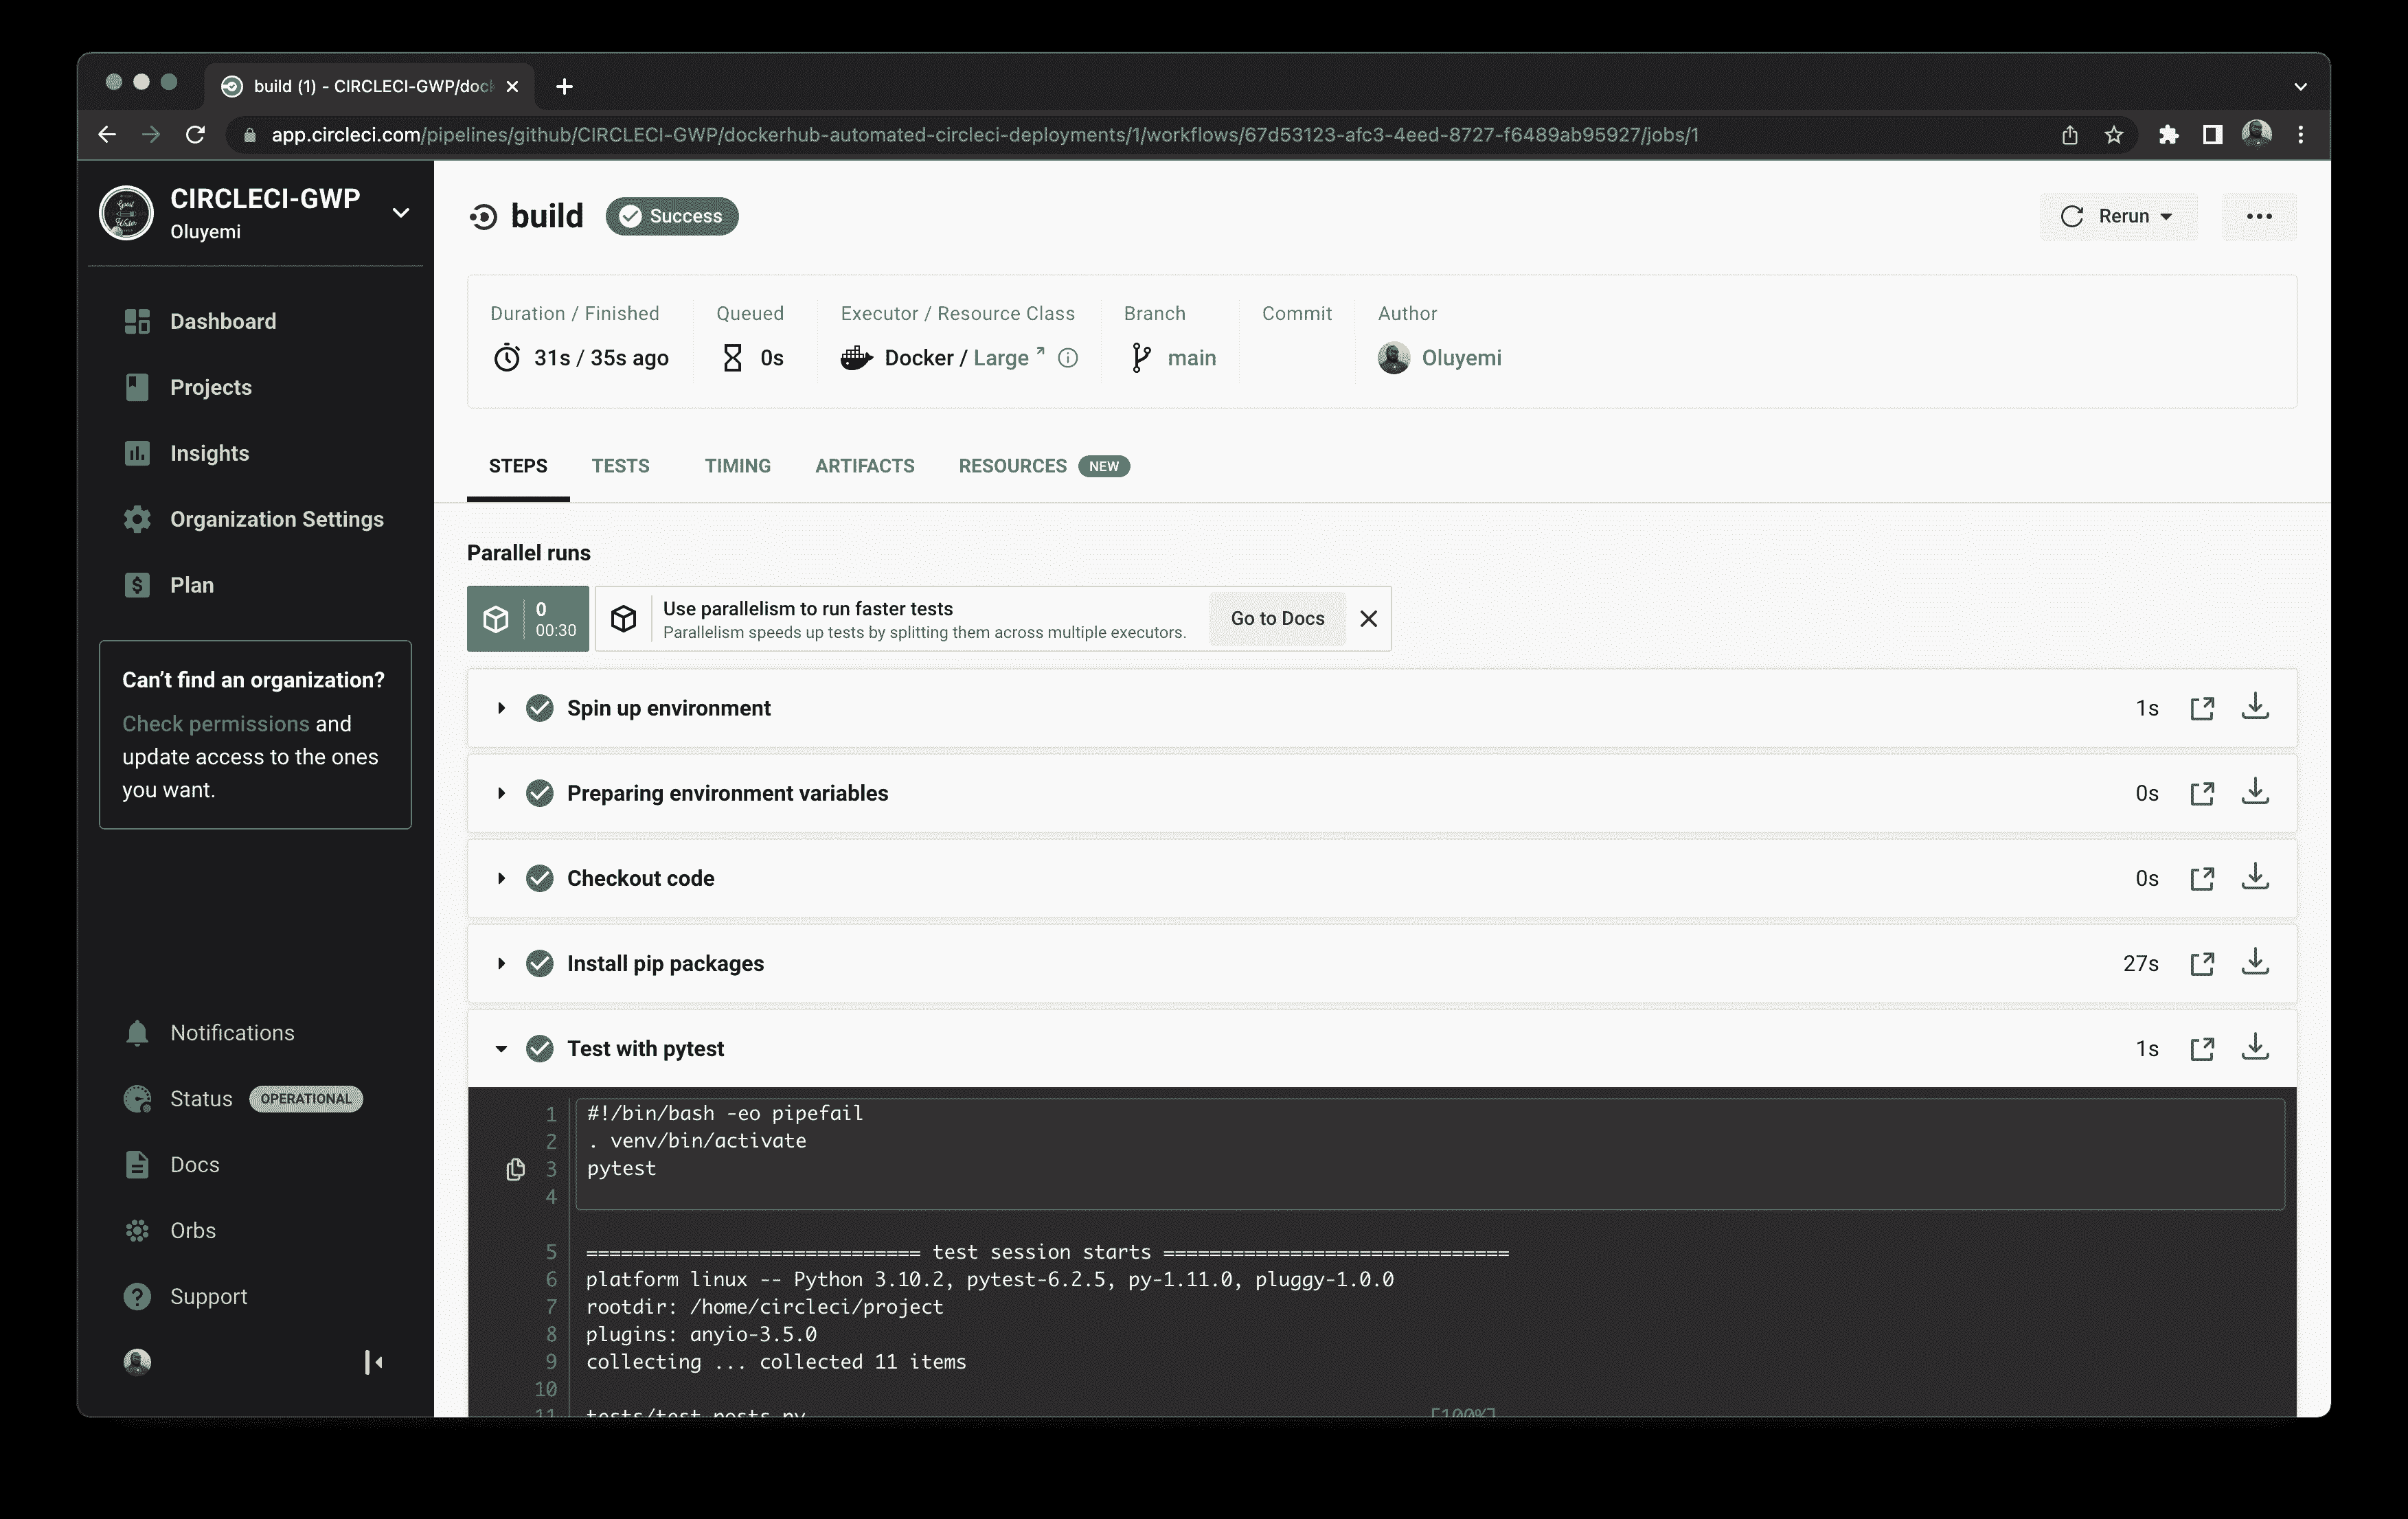 build (1) - CIRCLECI-GWP/dock
app.circleci.com/pipelines/github/CIRCLECI-GWP/dockerhub-automated-circleci-deployments/1/workflows/67d53123-afc3-4eed-8727-f6489ab95927/jobs/1
CIRCLECI-GWP
Oluyemi
Dashboard
Projects
Insights
Organization Settings
Plan
Can’t find an organization?
Check permissions and
update access to the ones
you want.
Notifications
Status OPERATIONAL
Docs
Orbs
Support
build Success
Rerun
Duration / Finished
31s / 35s ago
Queued
0s
Executor / Resource Class
Docker / Large
Branch
main
Commit
Author
Oluyemi
STEPS TESTS TIMING ARTIFACTS RESOURCES NEW
Parallel runs
0
00:30
Use parallelism to run faster tests
Parallelism speeds up tests by splitting them across multiple executors.
Go to Docs
Spin up environment 1s
Preparing environment variables 0s
Checkout code 0s
Install pip packages 27s
Test with pytest 1s
1 #!/bin/bash -eo pipefail
2 . venv/bin/activate
3 pytest
4
5 ============================= test session starts ==============================
6 platform linux -- Python 3.10.2, pytest-6.2.5, py-1.11.0, pluggy-1.0.0
7 rootdir: /home/circleci/project
8 plugins: anyio-3.5.0
9 collecting ... collected 11 items
10
11 tests/test_posts.py [100%]